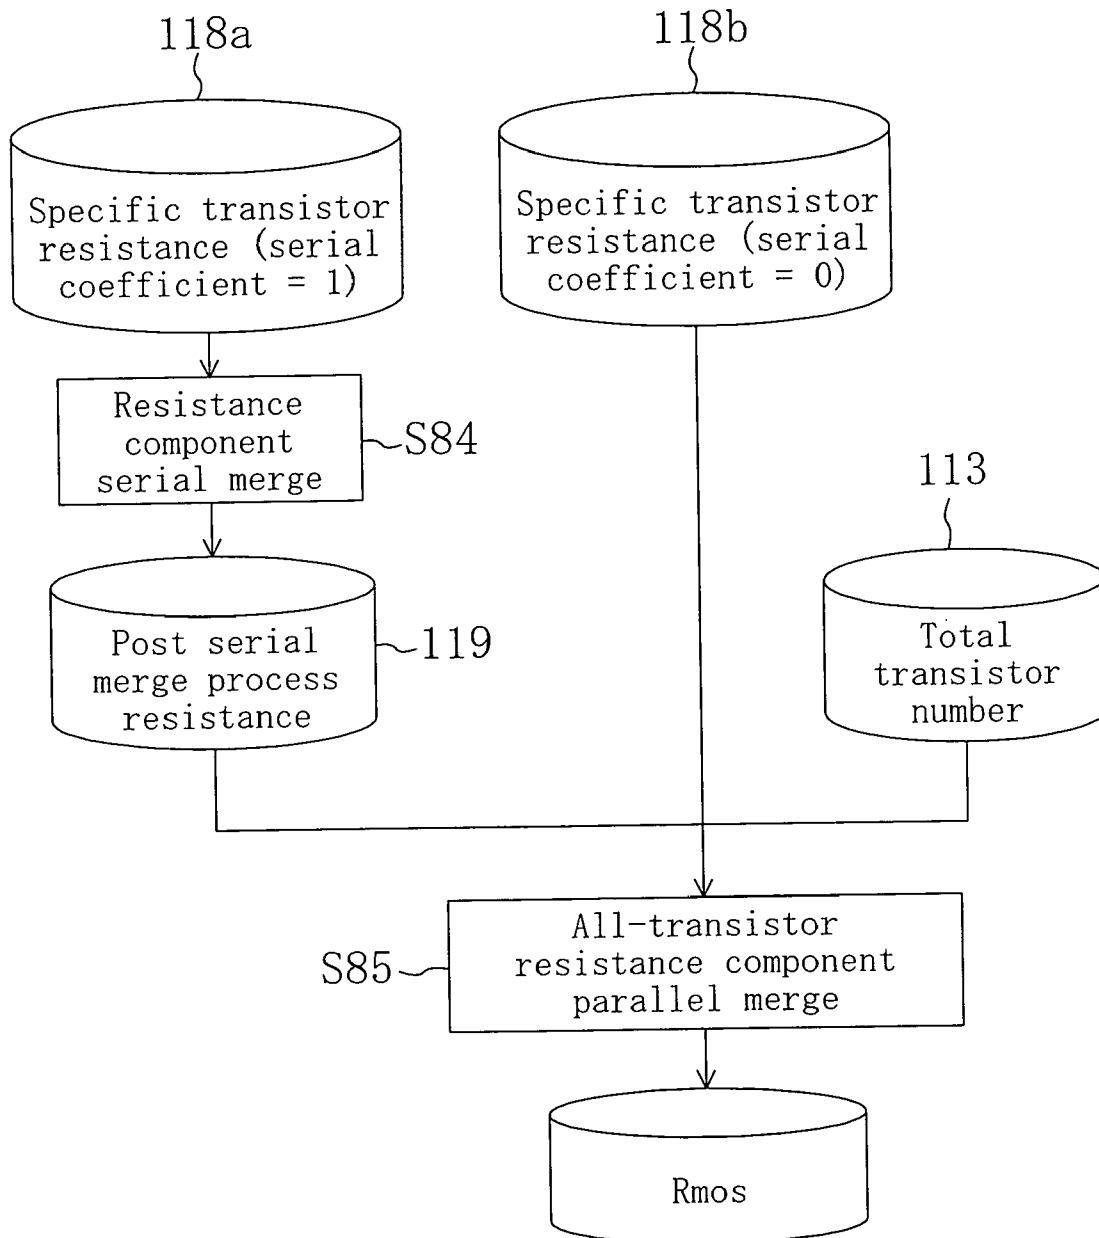 118a
118b
Specific transistor
resistance (serial
coefficient = 1)
Specific transistor
resistance (serial
coefficient = 0)
Resistance
component
serial merge
S84
113
Post serial
merge process
resistance
119
Total
transistor
number
All-transistor
resistance component
parallel merge
S85
Rmos